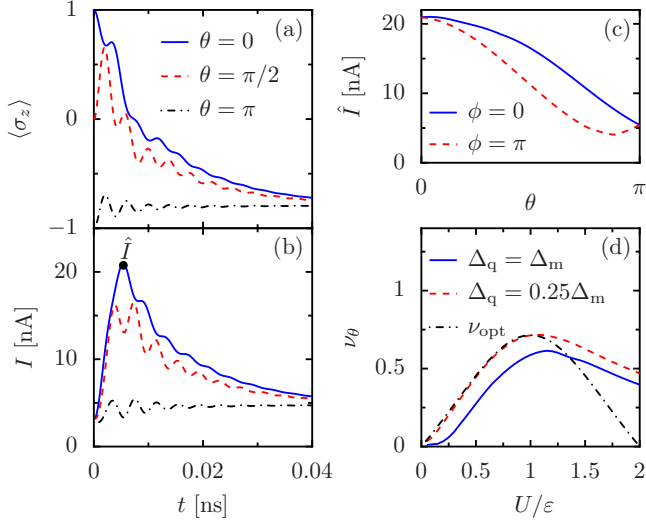 1
0
−1
⟨σz⟩
(a)
θ = 0
θ = π/2
θ = π
20
10
0
I [nA]
(b)
Î
0
0.02
0.04
t [ns]
20
10
0
Î [nA]
(c)
ϕ = 0
ϕ = π
0
θ
π
1
0.5
0
νθ
(d)
Δq = Δm
Δq = 0.25Δm
νopt
0
0.5
1
1.5
2
U/ε